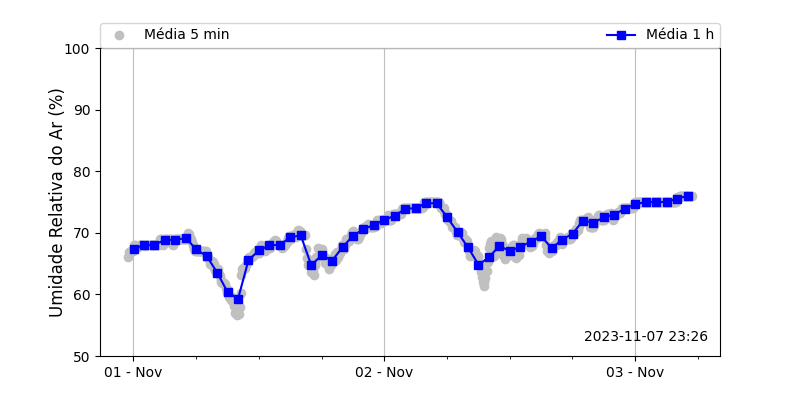 Média 5 min
Média 1 h
Umidade Relativa do Ar (%)
100
90
80
70
60
50
2023-11-07 23:26
01 - Nov
02 - Nov
03 - Nov